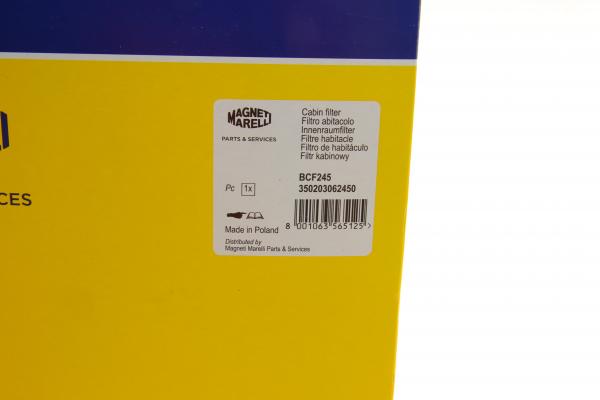 MAGNETI
MARELLI
PARTS & SERVICES
Cabin filter
Filtro abitacolo
Innenraumfilter
Filtre habitacle
Filtro de habitáculo
Filtr kabinowy
BCF245
350203062450
Pc 1x
Made in Poland
8 001063 565125 >
Distributed by
Magneti Marelli Parts & Services
CES